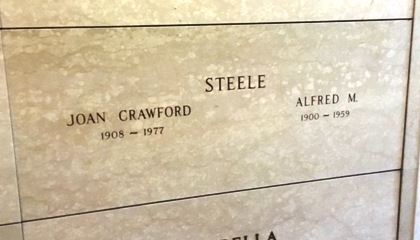 STEELE
JOAN CRAWFORD
1908 – 1977
ALFRED M.
1900 – 1959